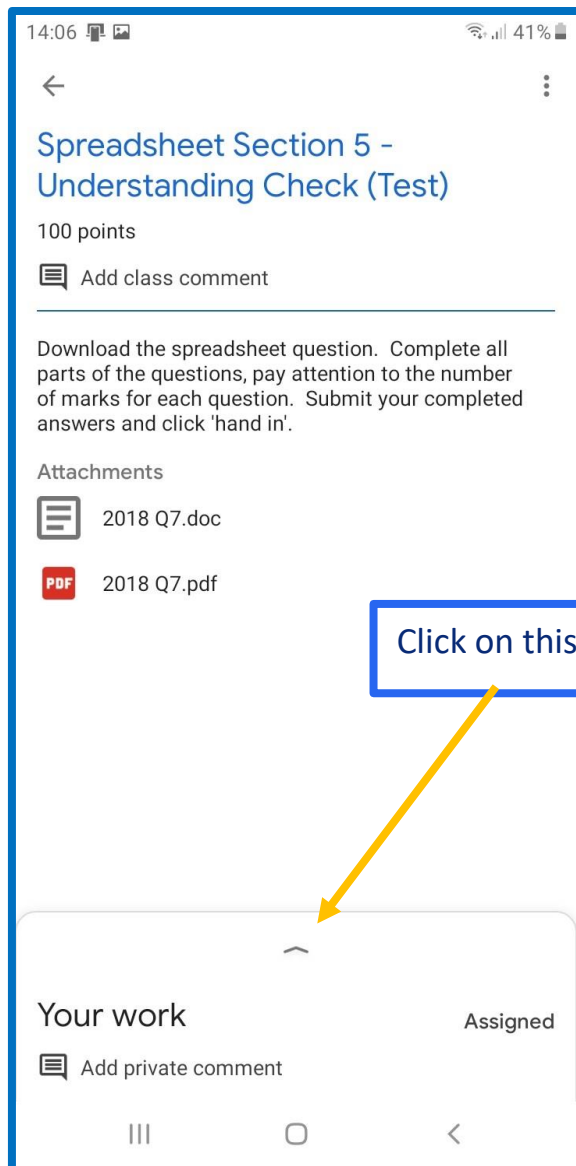 14:06 41%
Spreadsheet Section 5 -
Understanding Check (Test)
100 points
Add class comment
Download the spreadsheet question.  Complete all
parts of the questions, pay attention to the number
of marks for each question.  Submit your completed
answers and click 'hand in'.
Attachments
2018 Q7.doc
PDF 2018 Q7.pdf
Click on this
Your work Assigned
Add private comment